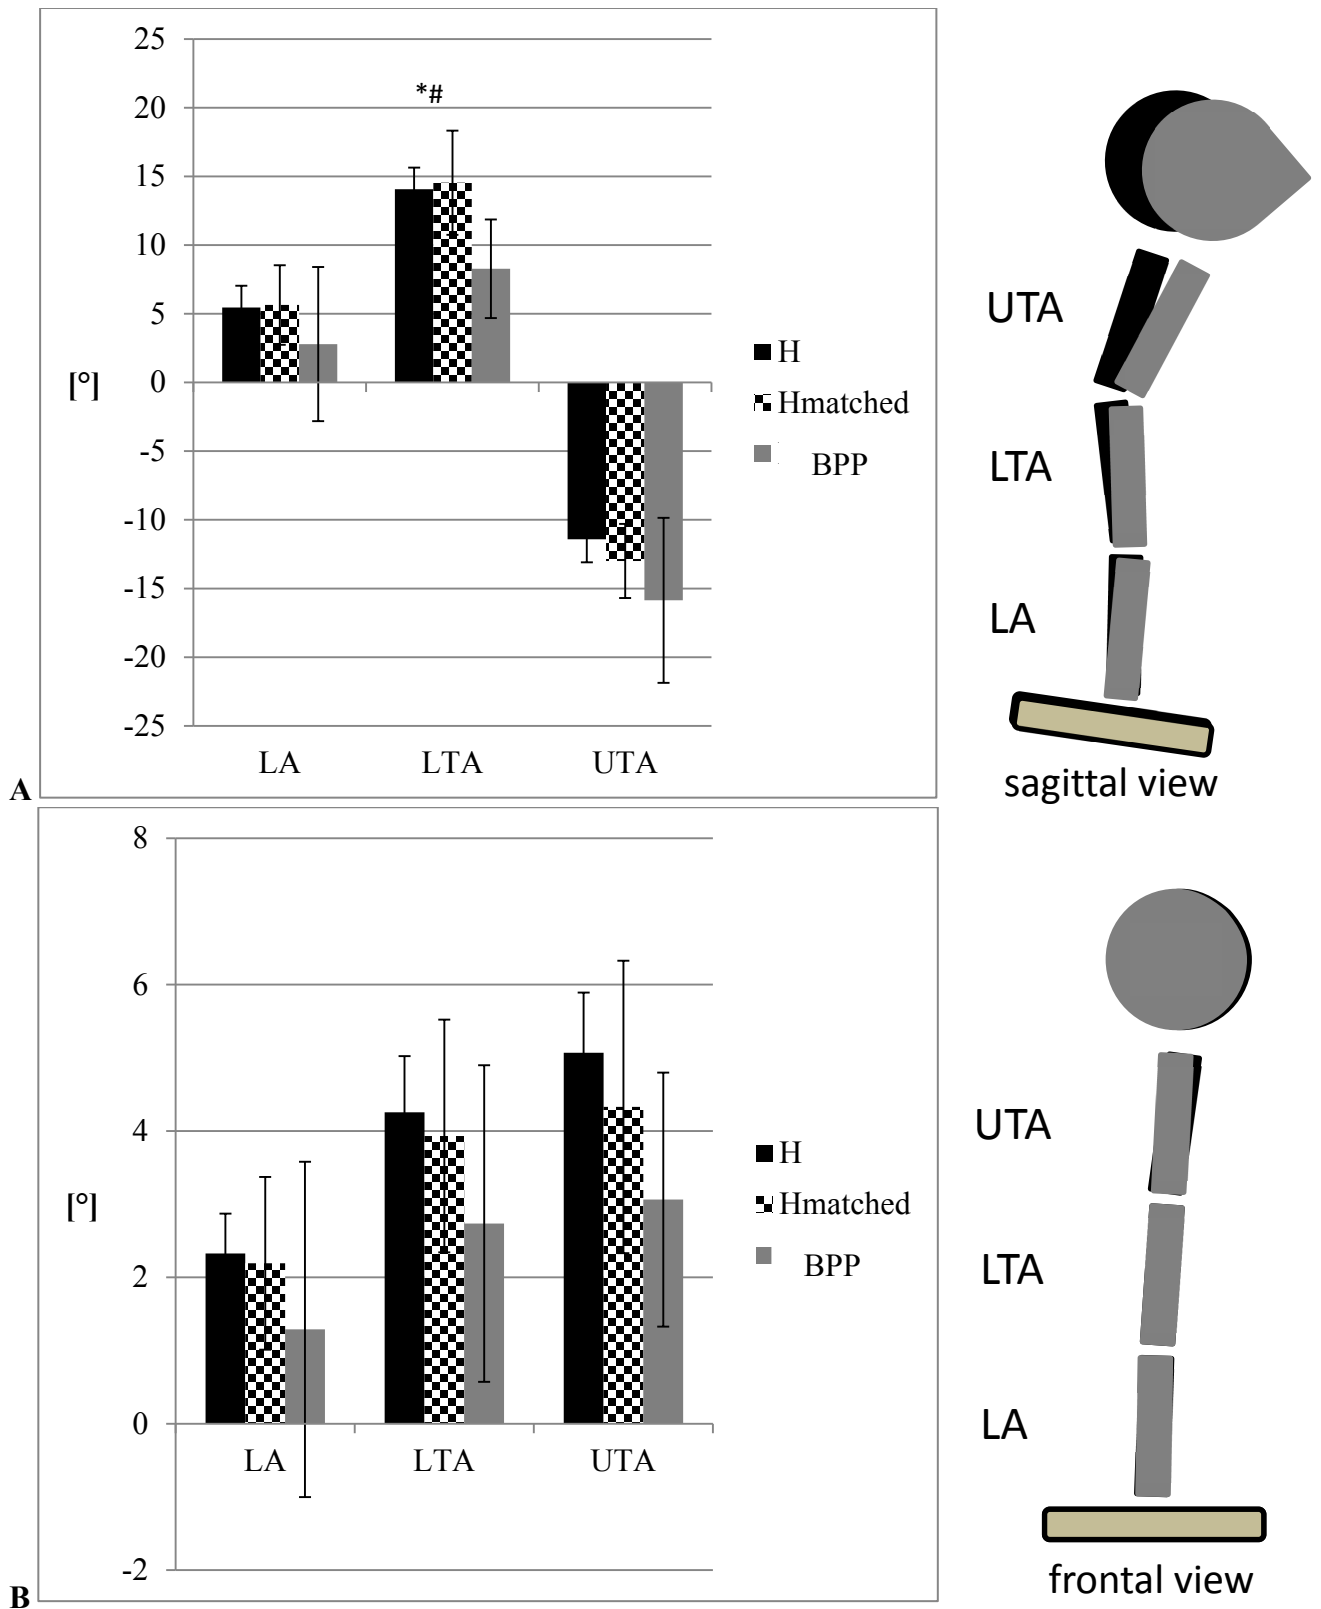 25
20
15
10
5
0
-5
-10
-15
-20
-25
[°]
*#
LA LTA UTA
H
Hmatched
BPP
A
UTA
LTA
LA
sagittal view
8
6
4
2
0
-2
[°]
LA LTA UTA
H
Hmatched
BPP
B
UTA
LTA
LA
frontal view